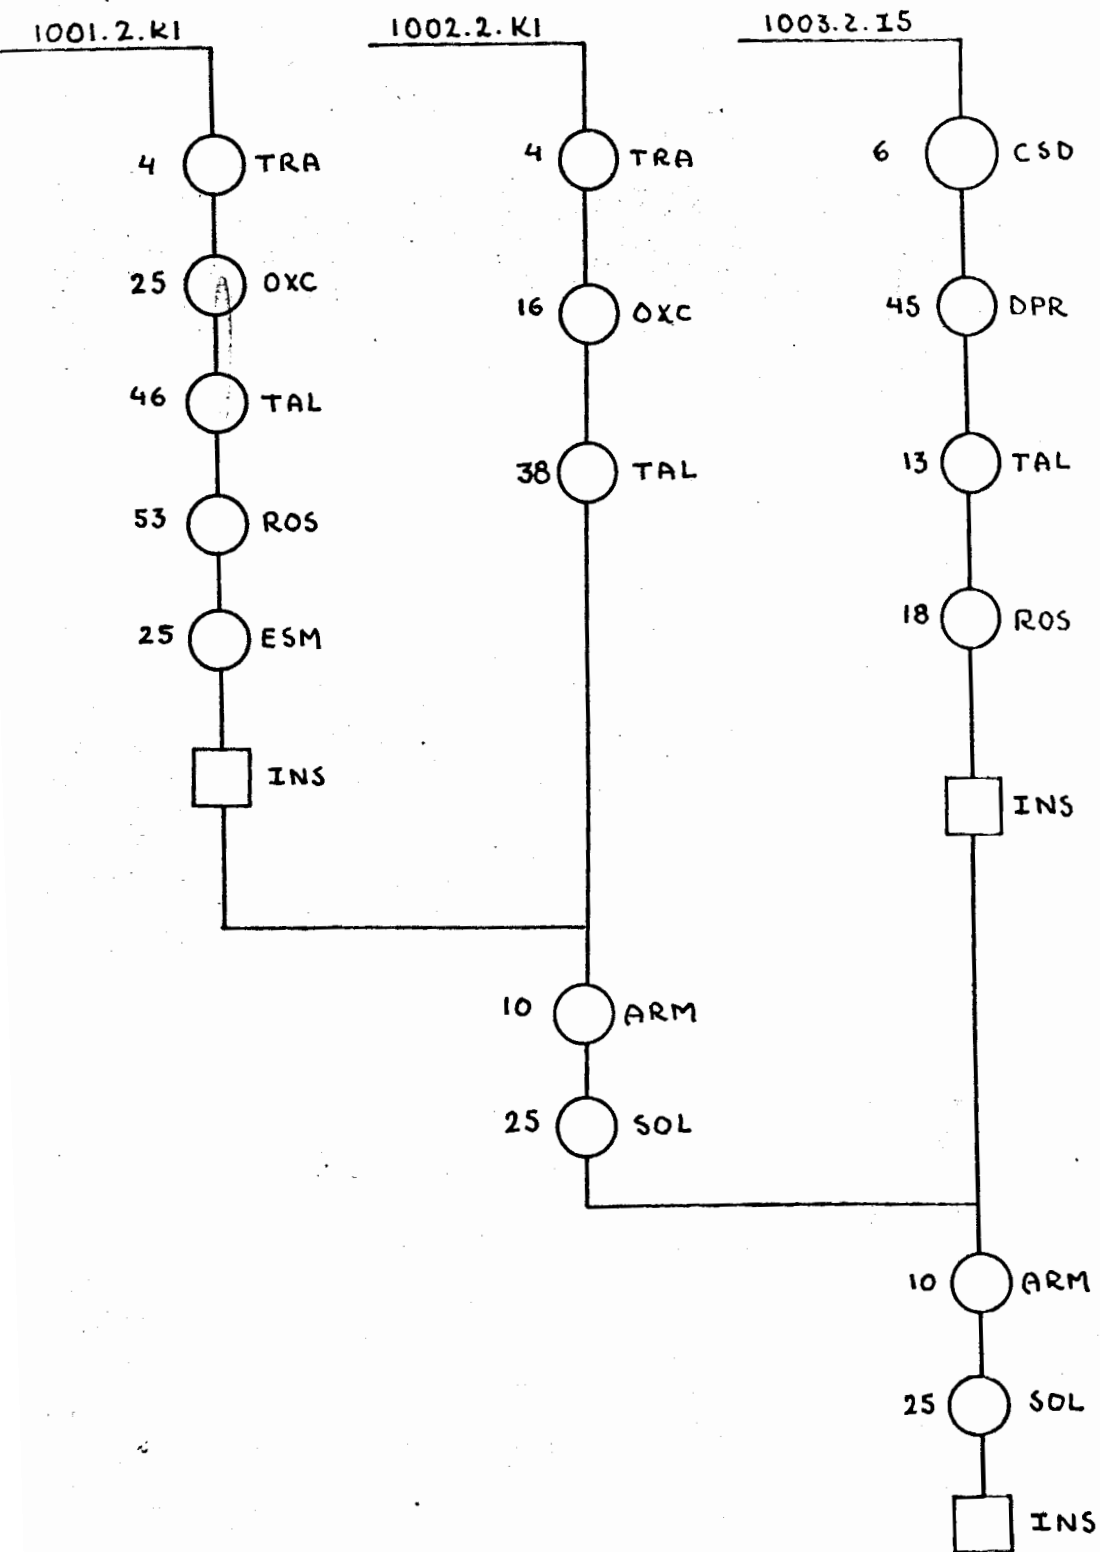 1001.2.K1
4 TRA
25 OXC
46 TAL
53 ROS
25 ESM
INS
1002.2.K1
4 TRA
16 OXC
38 TAL
10 ARM
25 SOL
1003.2.I5
6 CSD
45 DPR
13 TAL
18 ROS
INS
10 ARM
25 SOL
INS